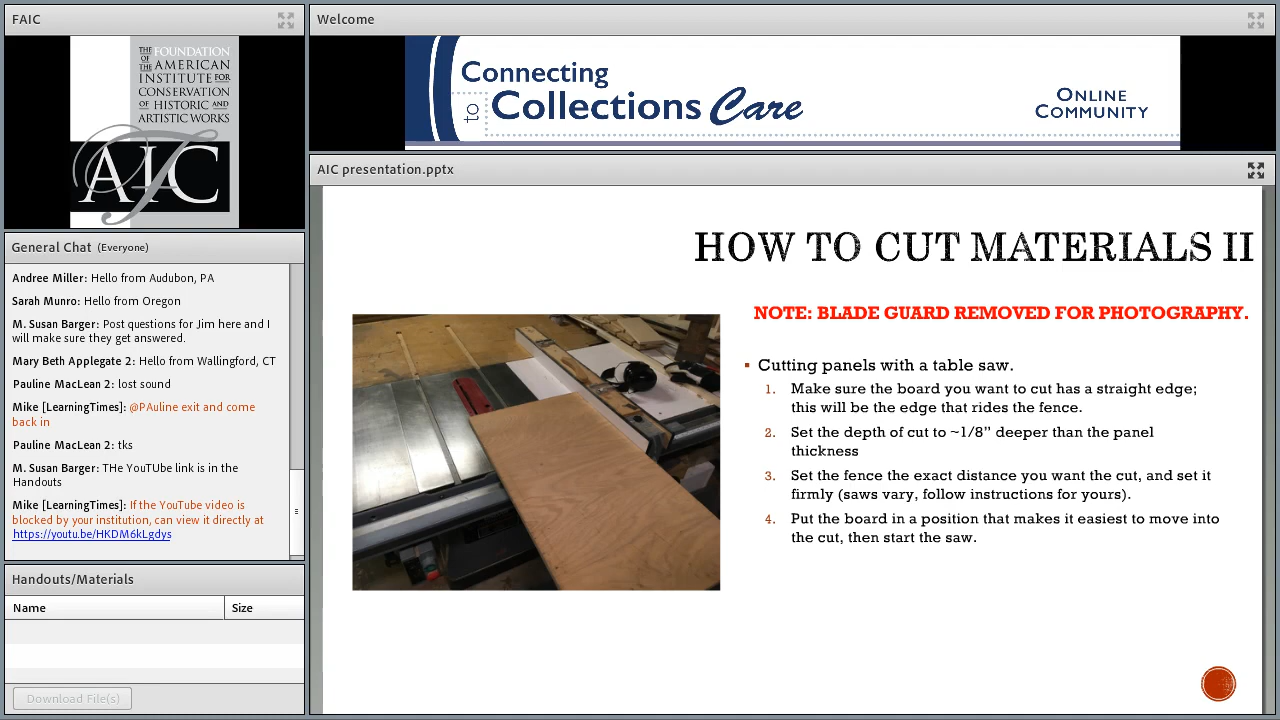 FAIC
THE FOUNDATION
OF THE AMERICAN
INSTITUTE FOR
CONSERVATION
OF HISTORIC AND
ARTISTIC WORKS
AIC
Welcome
Connecting
to Collections Care
ONLINE
COMMUNITY
General Chat (Everyone)
Andree Miller: Hello from Audubon, PA
Sarah Munro: Hello from Oregon
M. Susan Barger: Post questions for Jim here and I
will make sure they get answered.
Mary Beth Applegate 2: Hello from Wallingford, CT
Pauline MacLean 2: lost sound
Mike [LearningTimes]: @PAuline exit and come
back in
Pauline MacLean 2: tks
M. Susan Barger: THe YouTUbe link is in the
Handouts
Mike [LearningTimes]: If the YouTube video is
blocked by your institution, can view it directly at
https://youtu.be/HKDM6kLgdys
Handouts/Materials
Name Size
Download File(s)
AIC presentation.pptx
HOW TO CUT MATERIALS II
NOTE: BLADE GUARD REMOVED FOR PHOTOGRAPHY.
▪ Cutting panels with a table saw.
1. Make sure the board you want to cut has a straight edge;
this will be the edge that rides the fence.
2. Set the depth of cut to ~1/8” deeper than the panel
thickness
3. Set the fence the exact distance you want the cut, and set it
firmly (saws vary, follow instructions for yours).
4. Put the board in a position that makes it easiest to move into
the cut, then start the saw.